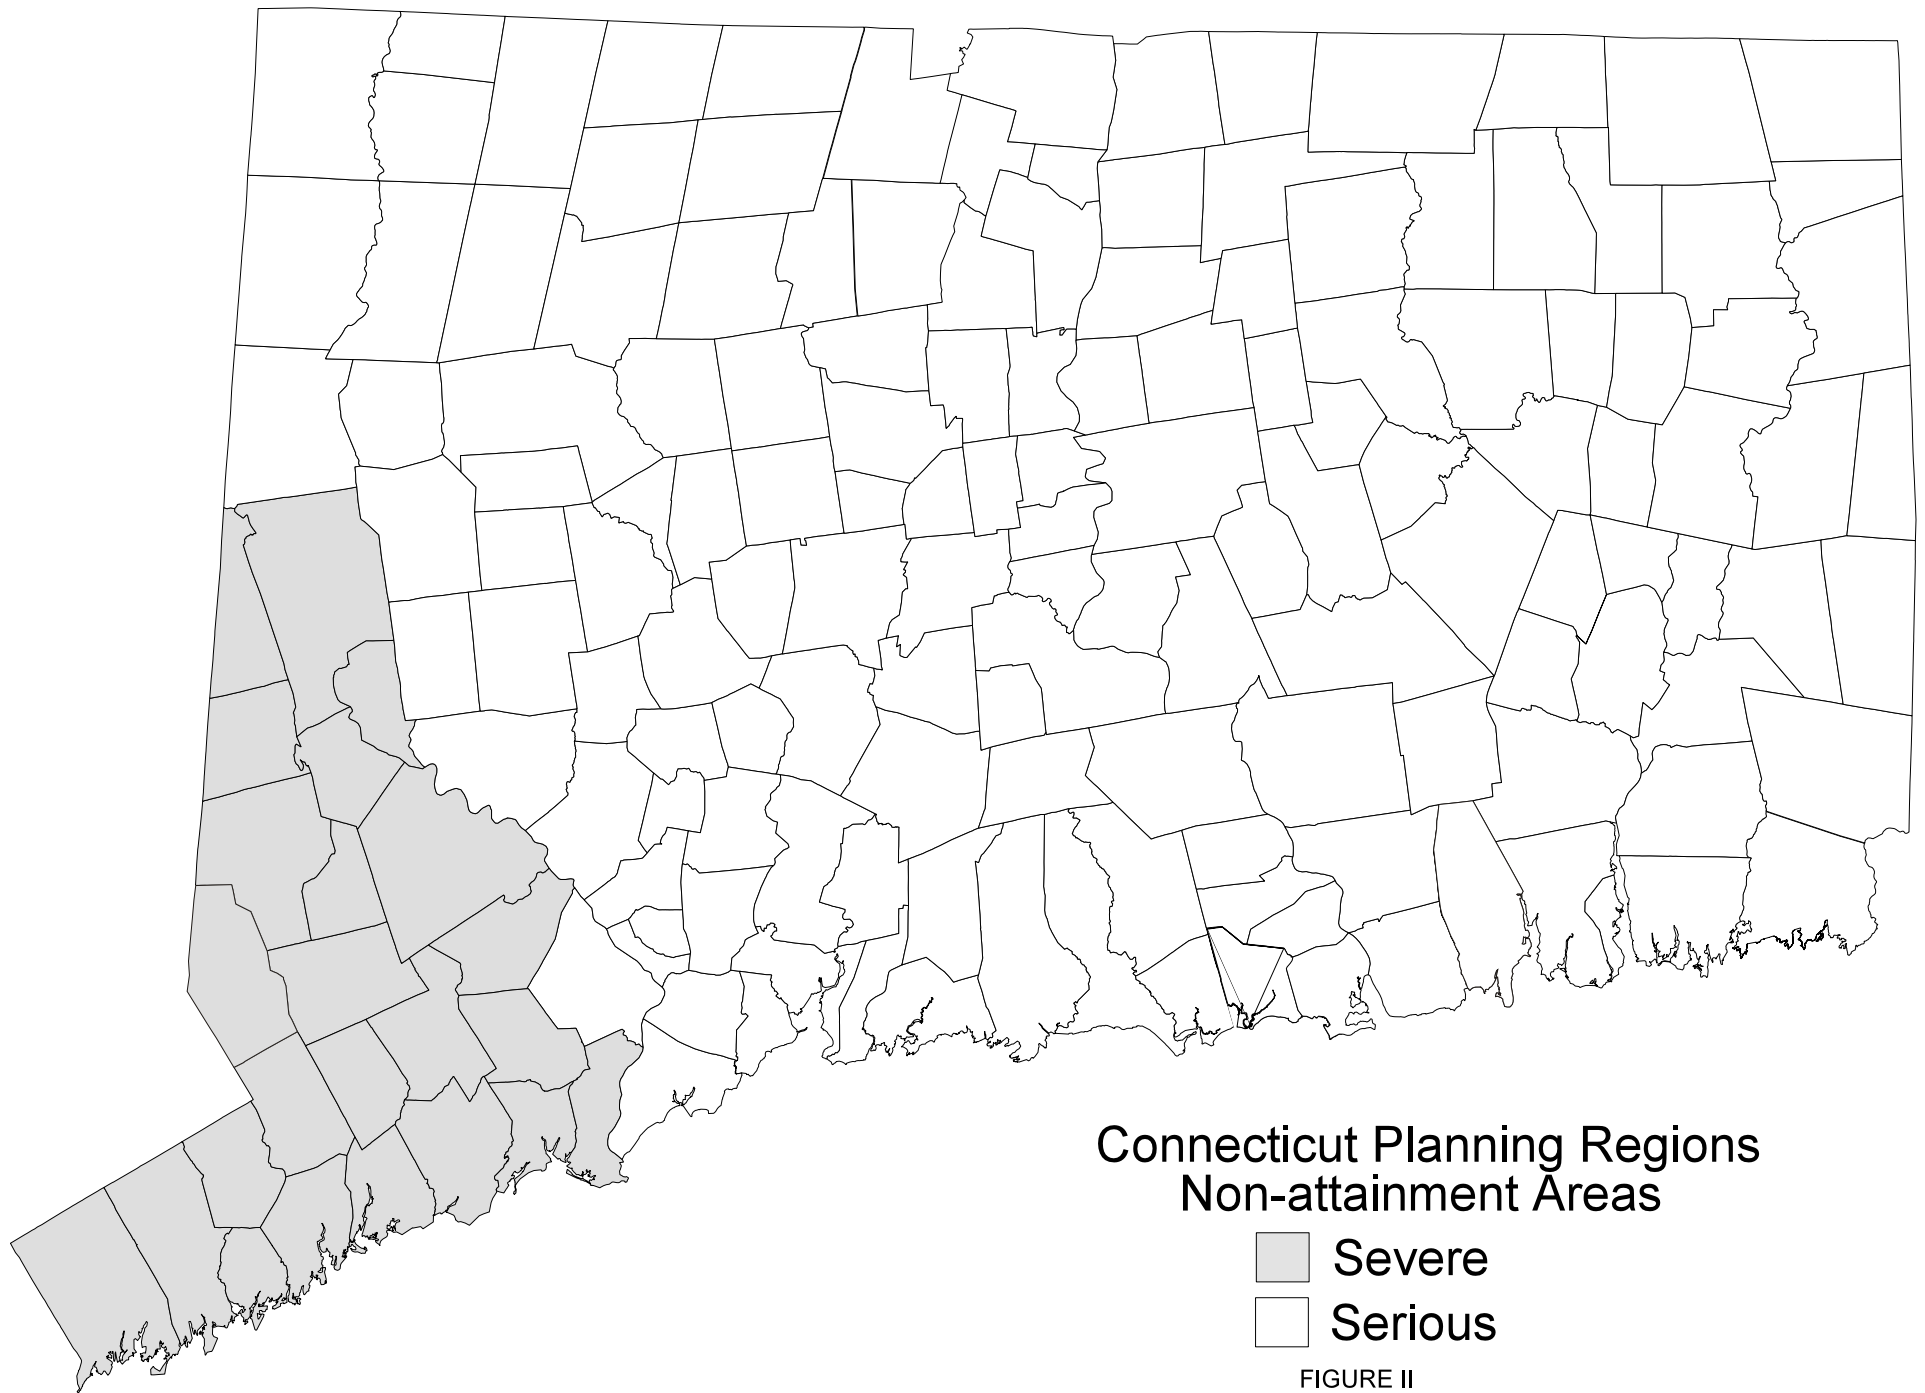 Connecticut Planning Regions
Non-attainment Areas
Severe
Serious
FIGURE II